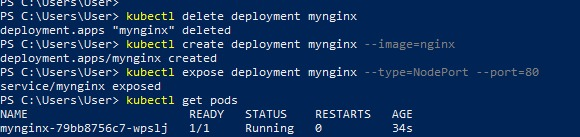 PS C:\Users\User>
PS C:\Users\User> kubectl delete deployment mynginx
deployment.apps "mynginx" deleted
PS C:\Users\User> kubectl create deployment mynginx --image=nginx
deployment.apps/mynginx created
PS C:\Users\User> kubectl expose deployment mynginx --type=NodePort --port=80
service/mynginx exposed
PS C:\Users\User> kubectl get pods
NAME READY STATUS RESTARTS AGE
mynginx-79bb8756c7-wpslj 1/1 Running 0 34s